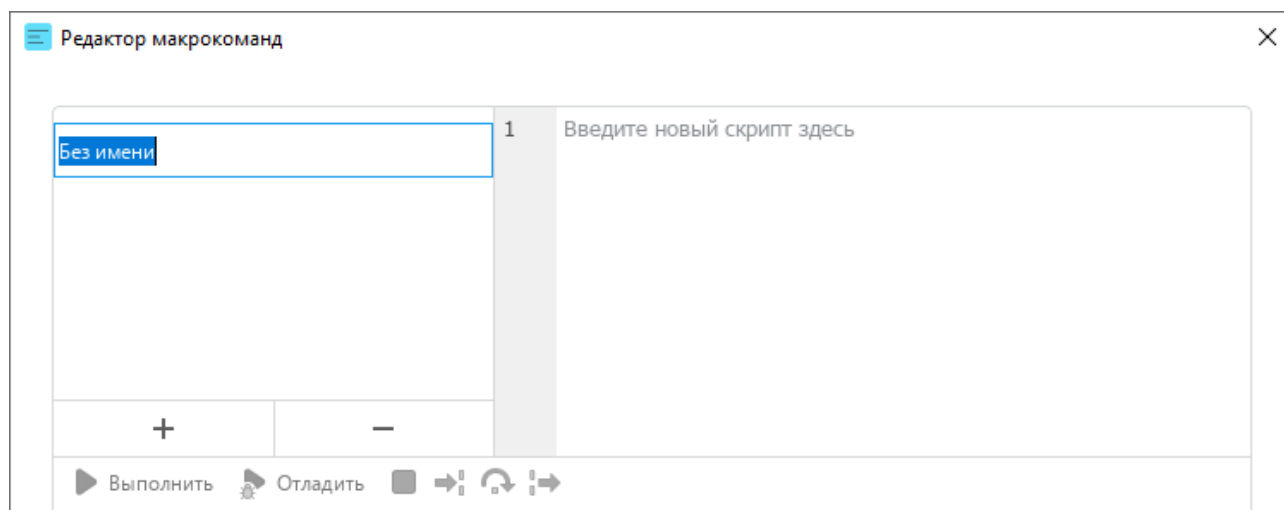 Редактор макрокоманд
Без имени
1 Введите новый скрипт здесь
Выполнить Отладить